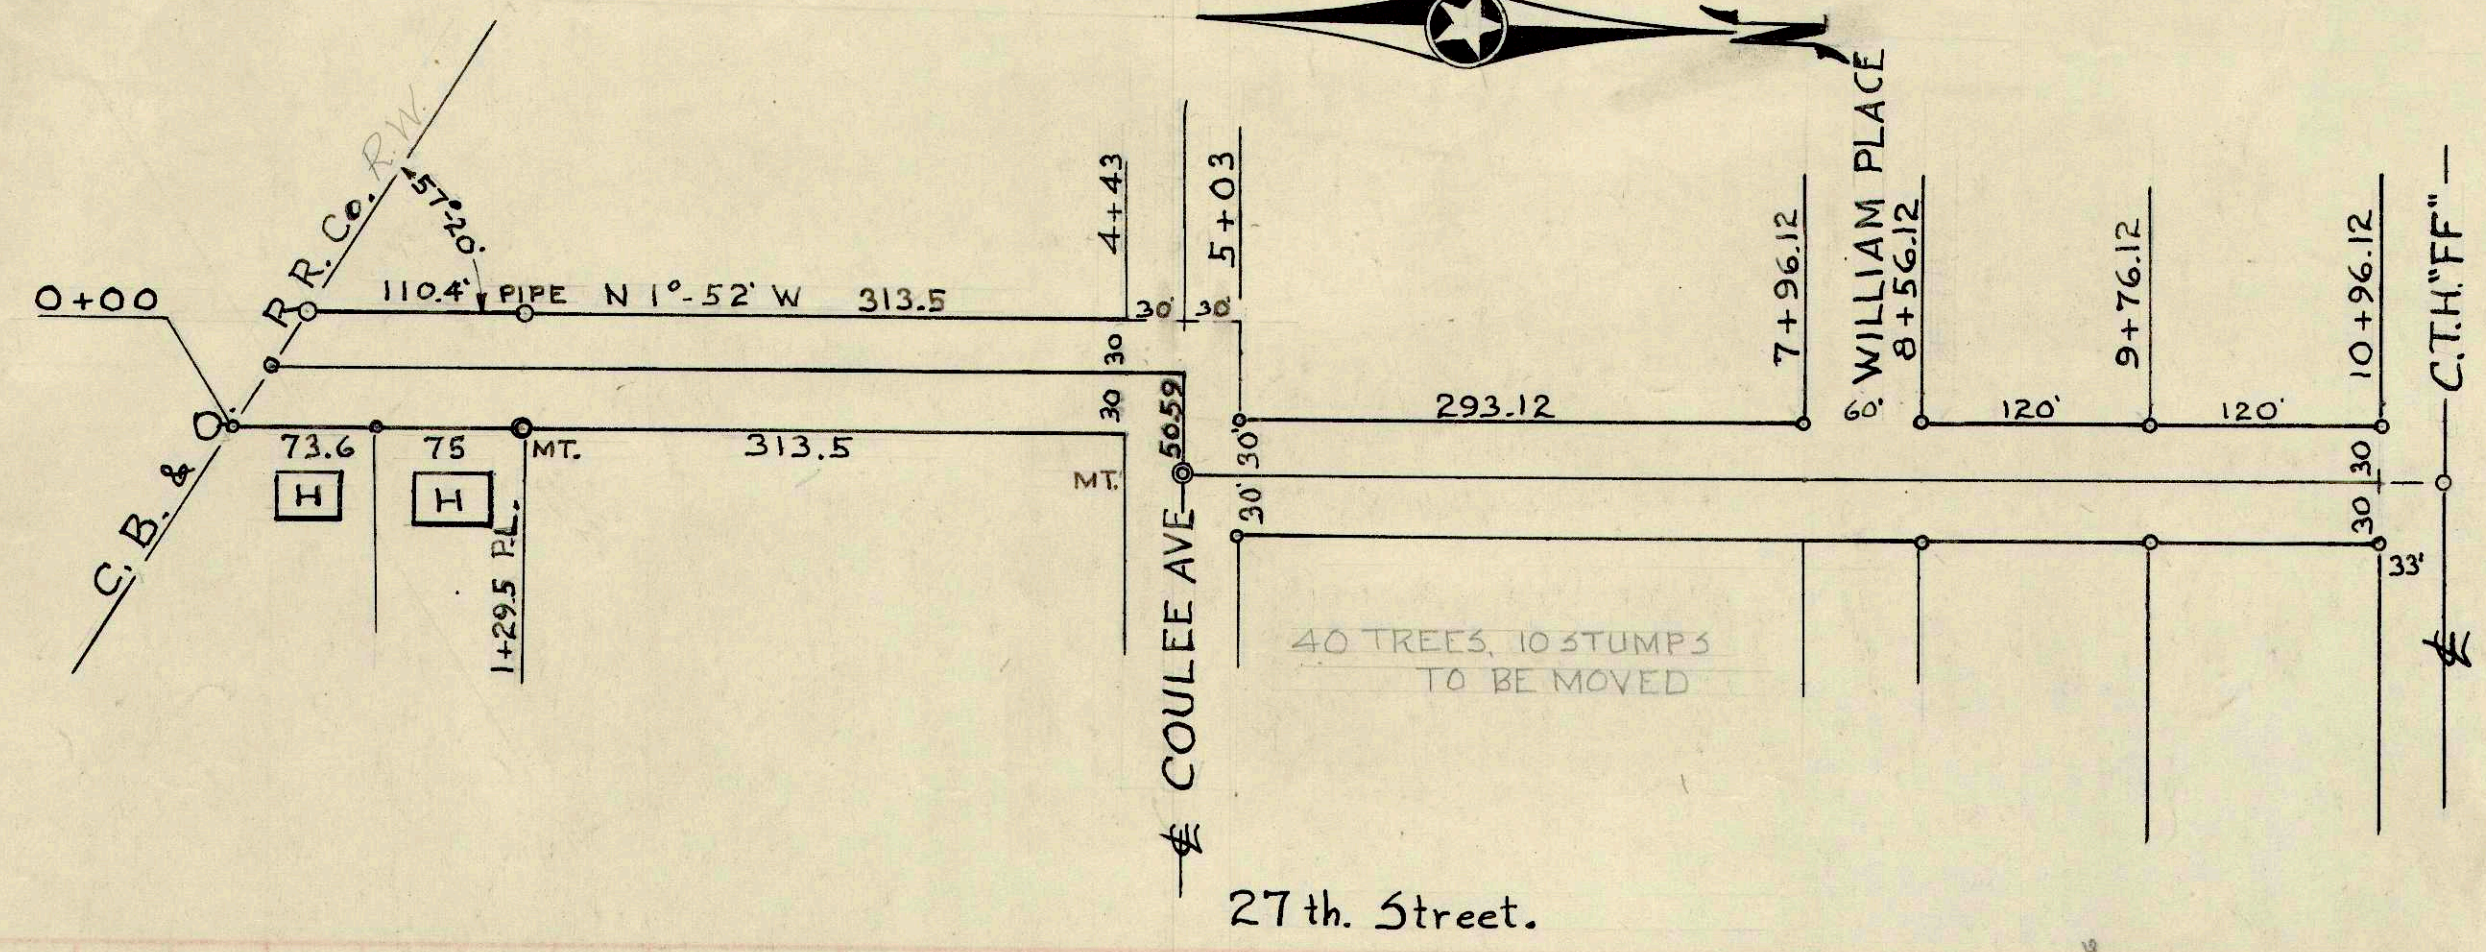 N
WILLIAM PLACE
R.W.
57°-20'
C. B. & Q. R. R. Co.
0+00
110.4' PIPE N 1°-52' W 313.5
4+43
5+03
30' 30'
7+96.12
8+56.12
9+76.12
10+96.12
C.T.H. "FF"
30
30
50.59
293.12
60'
120'
120'
73.6
75
MT.
313.5
H
H
1+29.5 P.L.
MT.
30'
30'
30
30
33'
℄ COULEE AVE
℄
40 TREES, 10 STUMPS
TO BE MOVED
27th. Street.